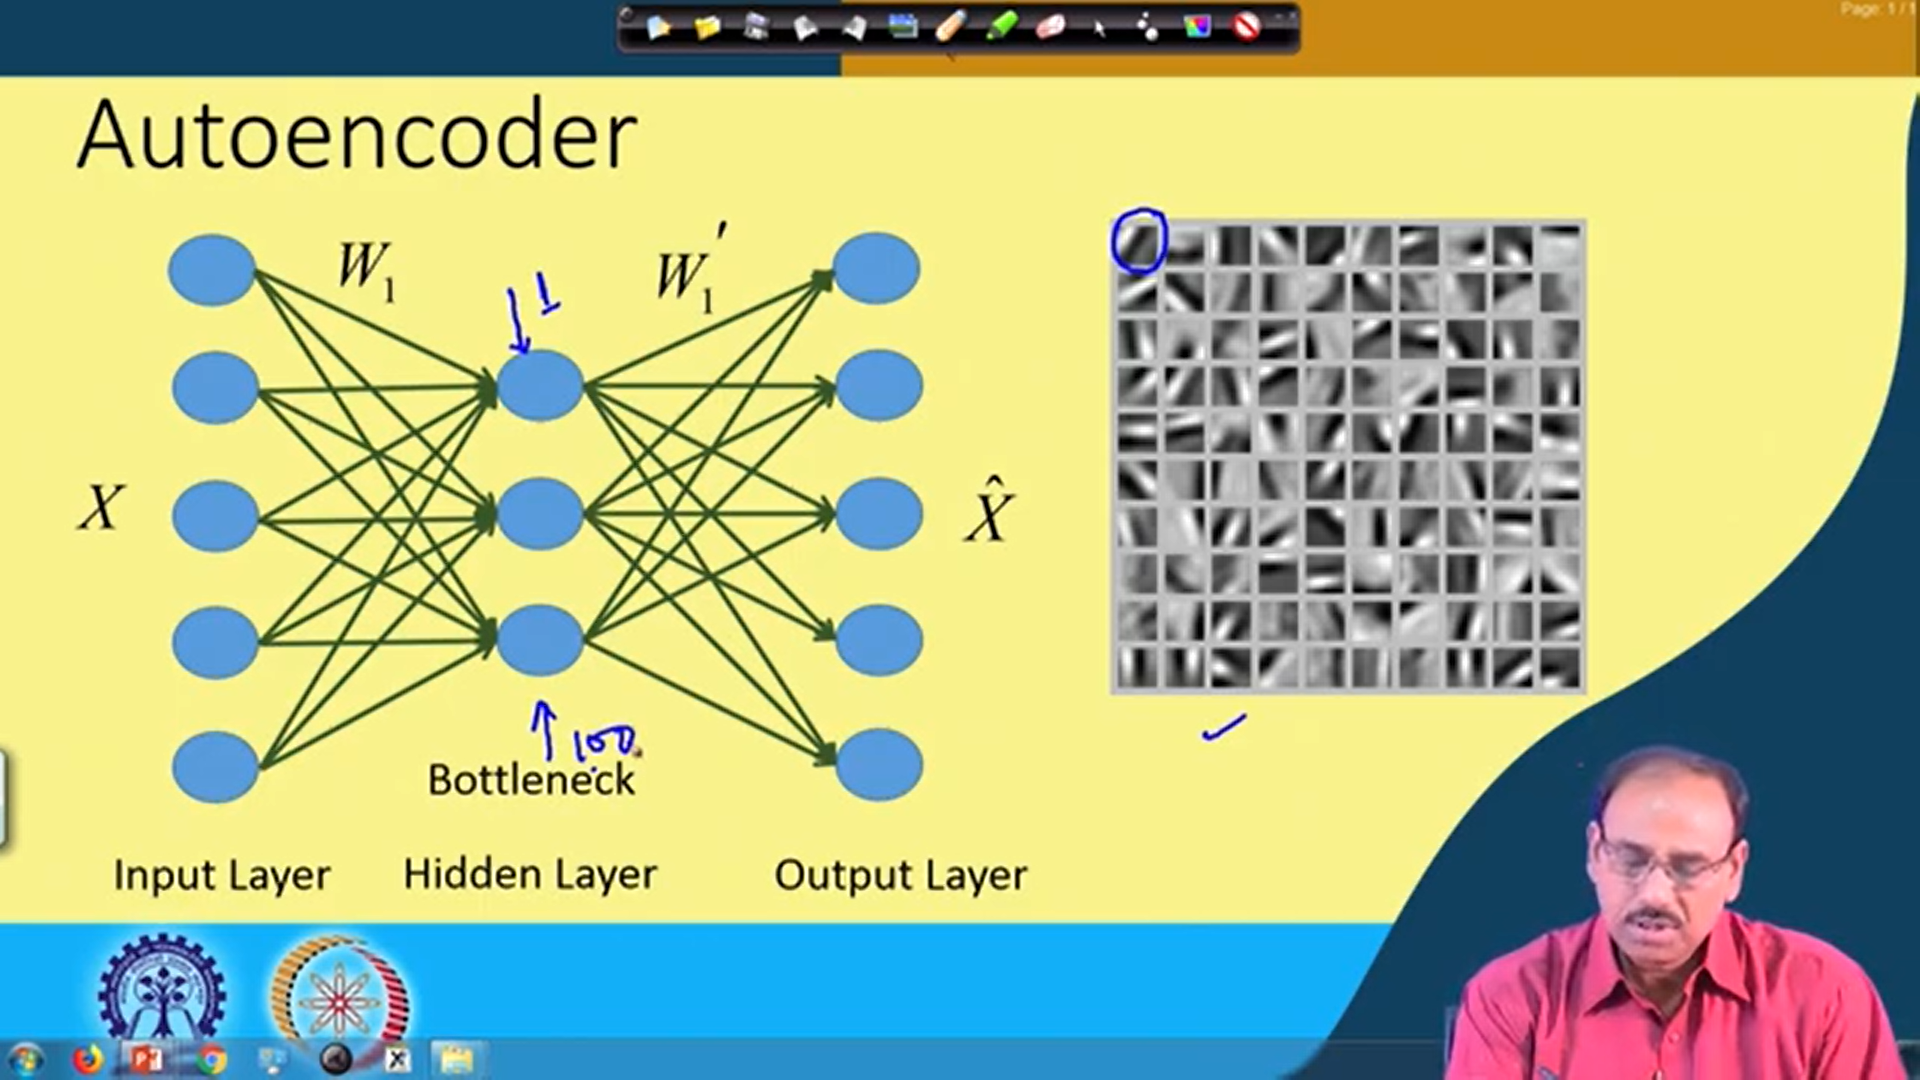 Page: 1 / 1
Autoencoder
W₁
W₁′
1
X
X̂
100
Bottleneck
Input Layer
Hidden Layer
Output Layer